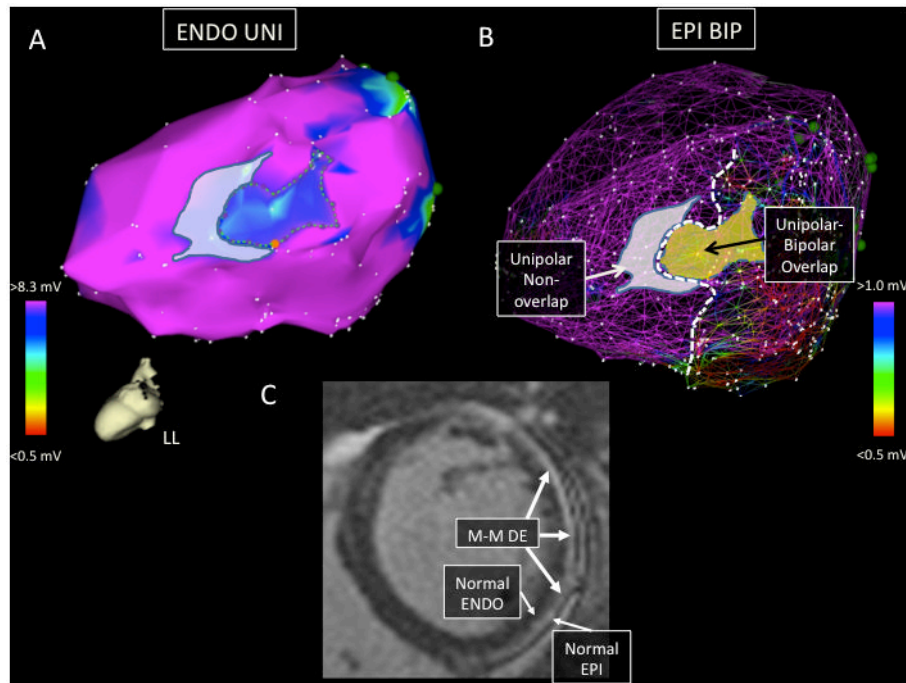 A
ENDO UNI
B
EPI BIP
Unipolar
Non-
overlap
Unipolar-
Bipolar
Overlap
>8.3 mV
<0.5 mV
LL
>1.0 mV
<0.5 mV
C
M-M DE
Normal
ENDO
Normal
EPI